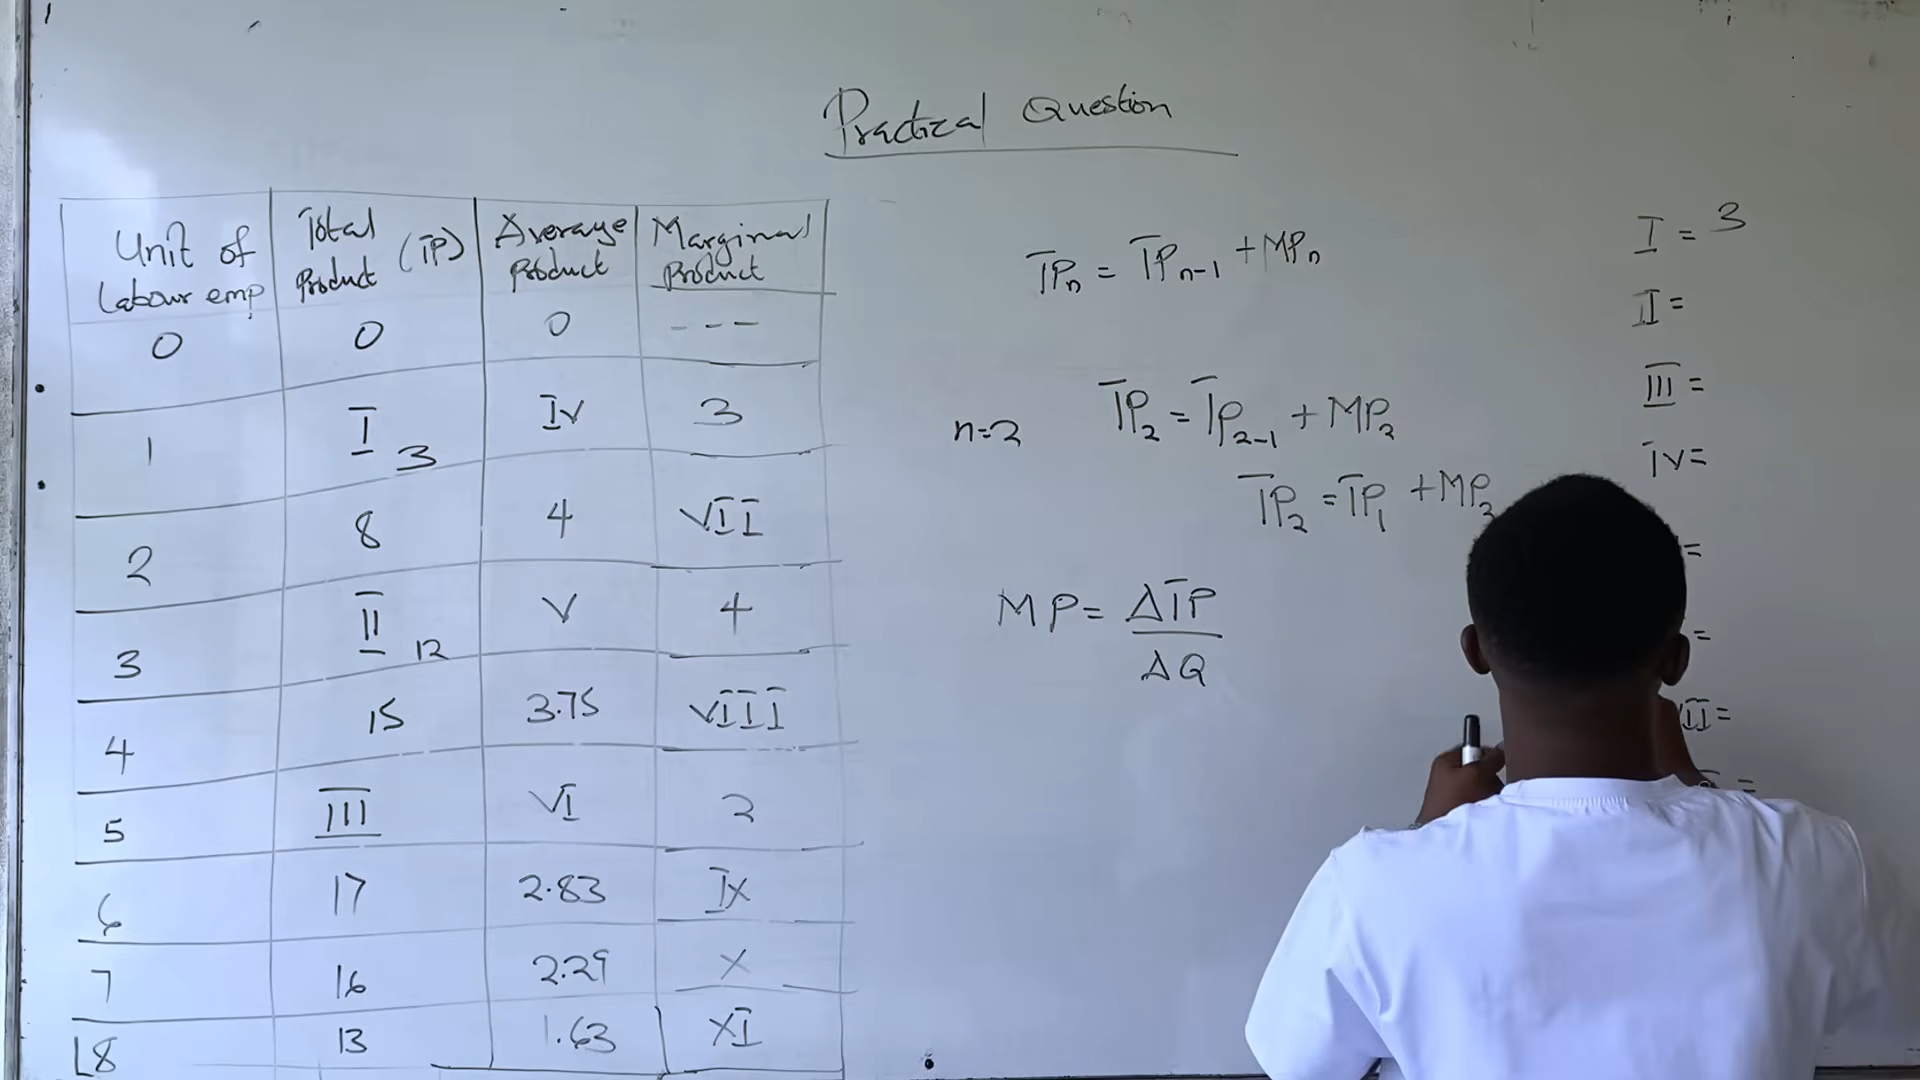 Practical Question
Unit of Labour emp | Total Product (TP) | Average Product | Marginal Product
0 | 0 | 0 | ---
1 | I 3 | IV | 3
2 | 8 | 4 | VII
3 | II 12 | V | 4
4 | 15 | 3.75 | VIII
5 | III | VI | 2
6 | 17 | 2.83 | IX
7 | 16 | 2.29 | X
L8 | 13 | 1.63 | XI
TPn = TPn-1 + MPn
n=2 TP2 = TP2-1 + MP2
TP2 = TP1 + MP2
MP = ΔTP
ΔQ
I = 3
II =
III =
IV =
=
=
VII =
=